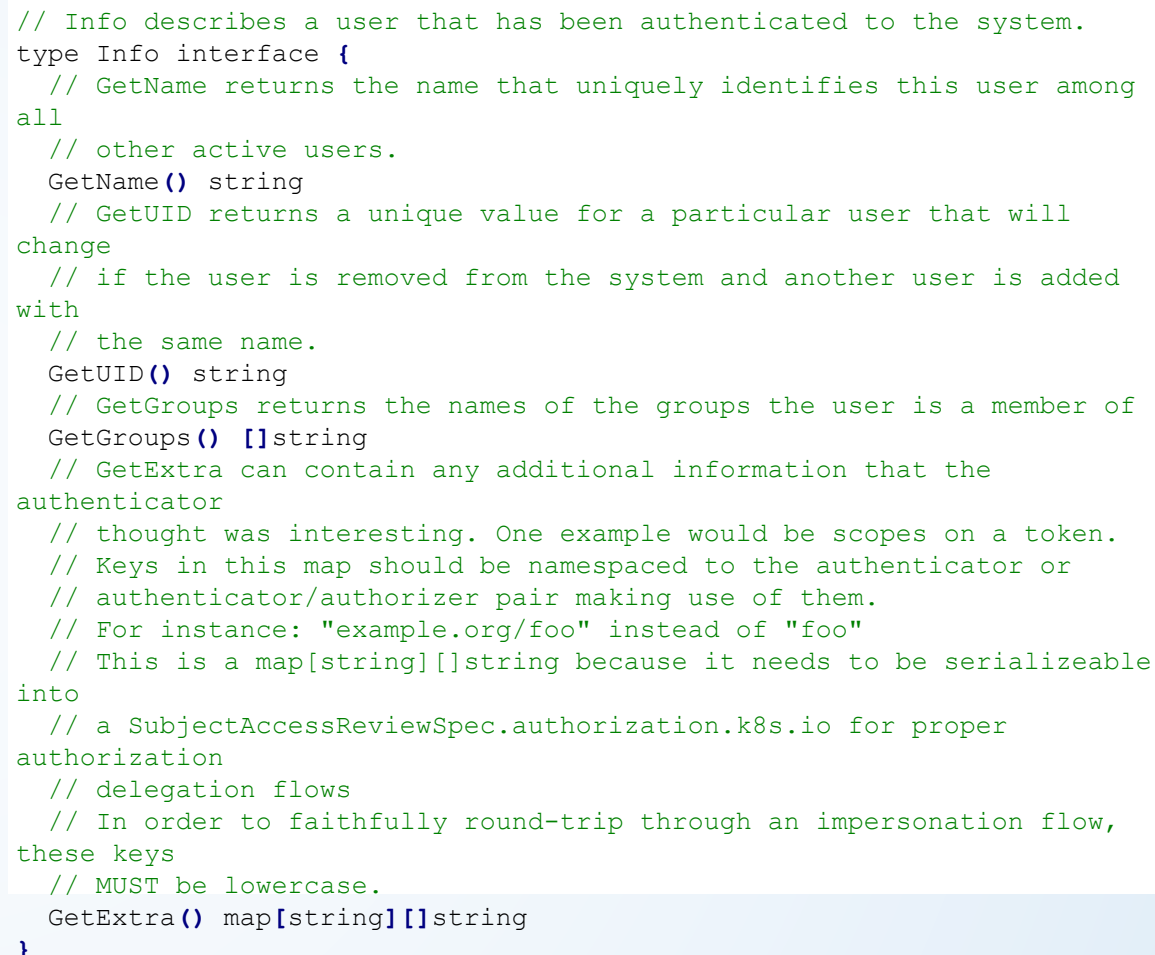 // Info describes a user that has been authenticated to the system.
type Info interface {
// GetName returns the name that uniquely identifies this user among
all
// other active users.
GetName() string
// GetUID returns a unique value for a particular user that will
change
// if the user is removed from the system and another user is added
with
// the same name.
GetUID() string
// GetGroups returns the names of the groups the user is a member of
GetGroups() []string
// GetExtra can contain any additional information that the
authenticator
// thought was interesting. One example would be scopes on a token.
// Keys in this map should be namespaced to the authenticator or
// authenticator/authorizer pair making use of them.
// For instance: "example.org/foo" instead of "foo"
// This is a map[string][]string because it needs to be serializeable
into
// a SubjectAccessReviewSpec.authorization.k8s.io for proper
authorization
// delegation flows
// In order to faithfully round-trip through an impersonation flow,
these keys
// MUST be lowercase.
GetExtra() map[string][]string
}